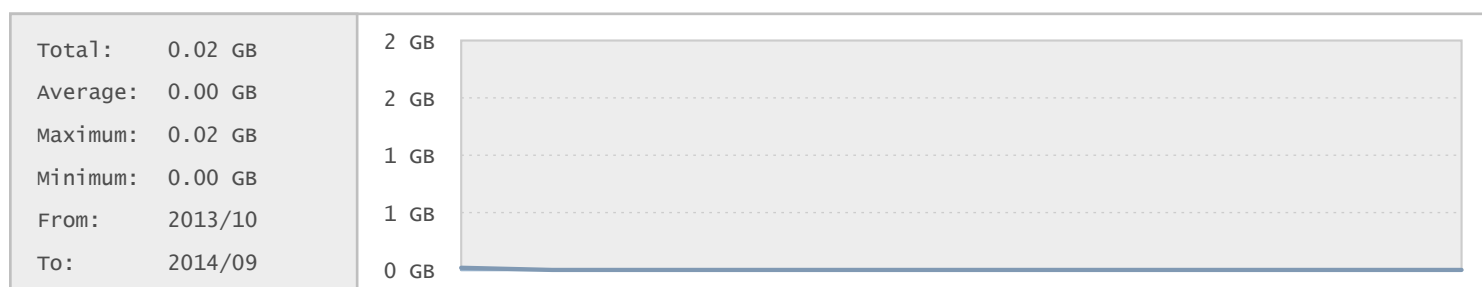 Total: 0.02 GB
Average: 0.00 GB
Maximum: 0.02 GB
Minimum: 0.00 GB
From: 2013/10
To: 2014/09
2 GB
2 GB
1 GB
1 GB
0 GB